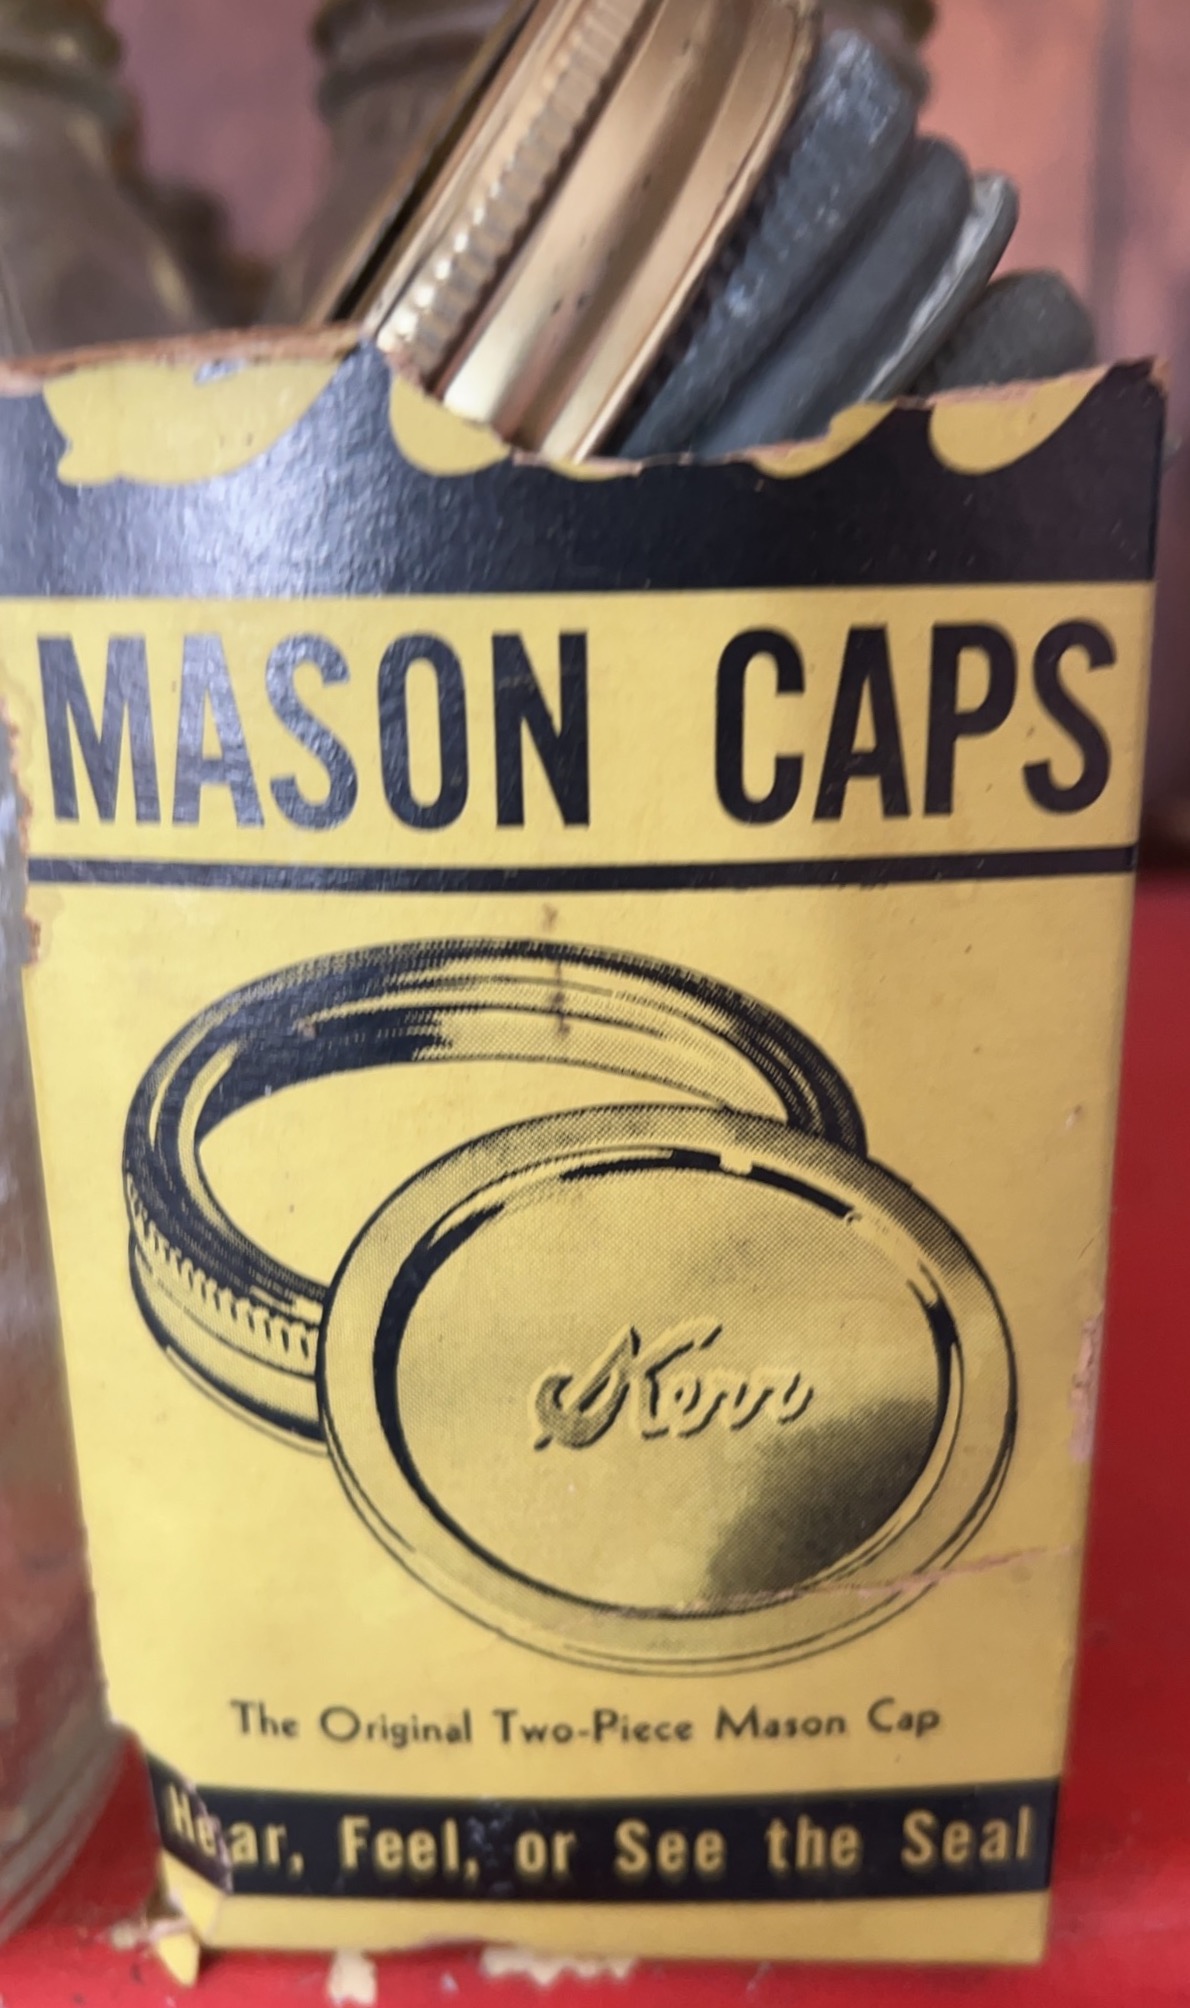 MASON CAPS
Kerr
The Original Two-Piece Mason Cap
Hear, Feel, or See the Seal